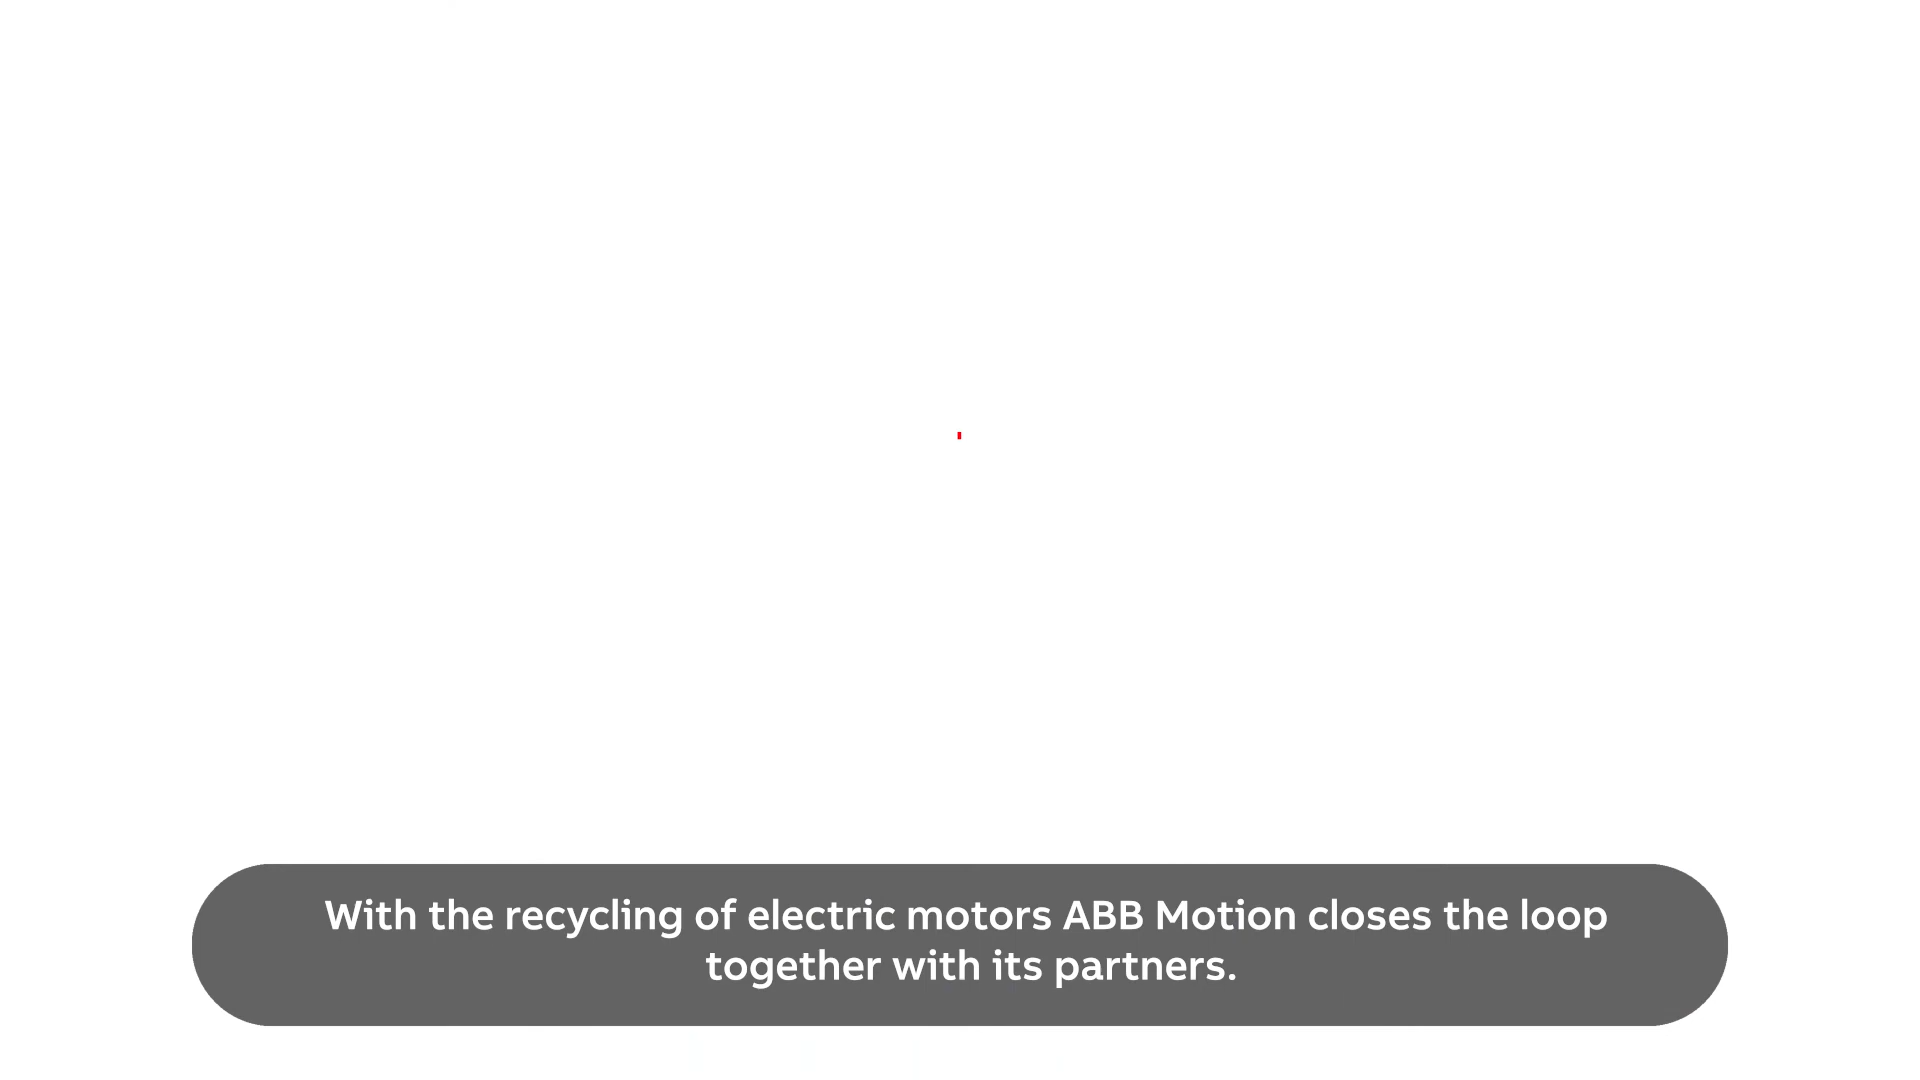 With the recycling of electric motors ABB Motion closes the loop
together with its partners.